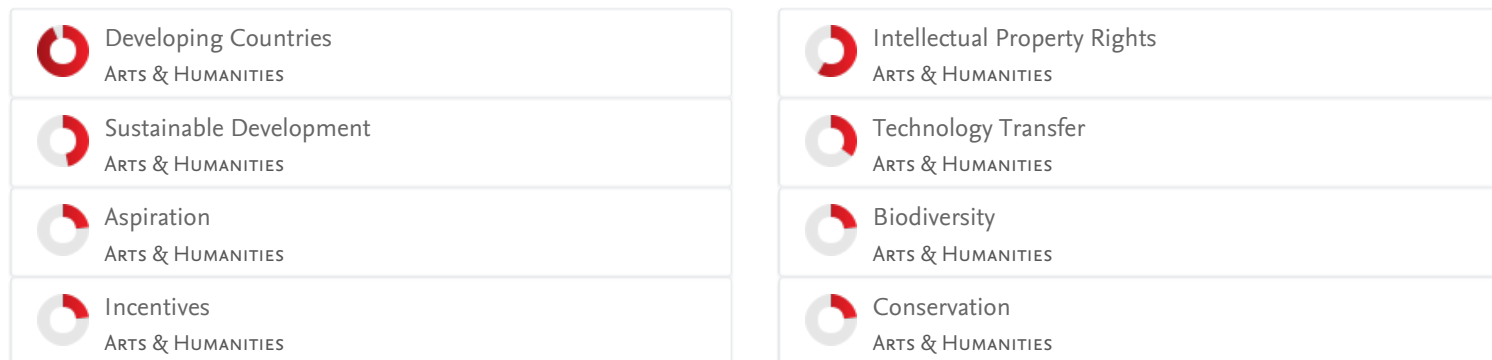 Developing Countries
Arts & Humanities
Intellectual Property Rights
Arts & Humanities
Sustainable Development
Arts & Humanities
Technology Transfer
Arts & Humanities
Aspiration
Arts & Humanities
Biodiversity
Arts & Humanities
Incentives
Arts & Humanities
Conservation
Arts & Humanities